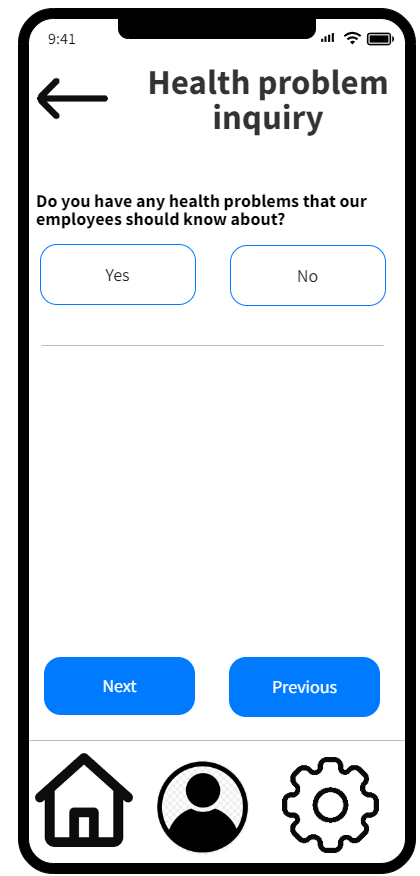 9:41
Health problem
inquiry
Do you have any health problems that our
employees should know about?
Yes
No
Next
Previous